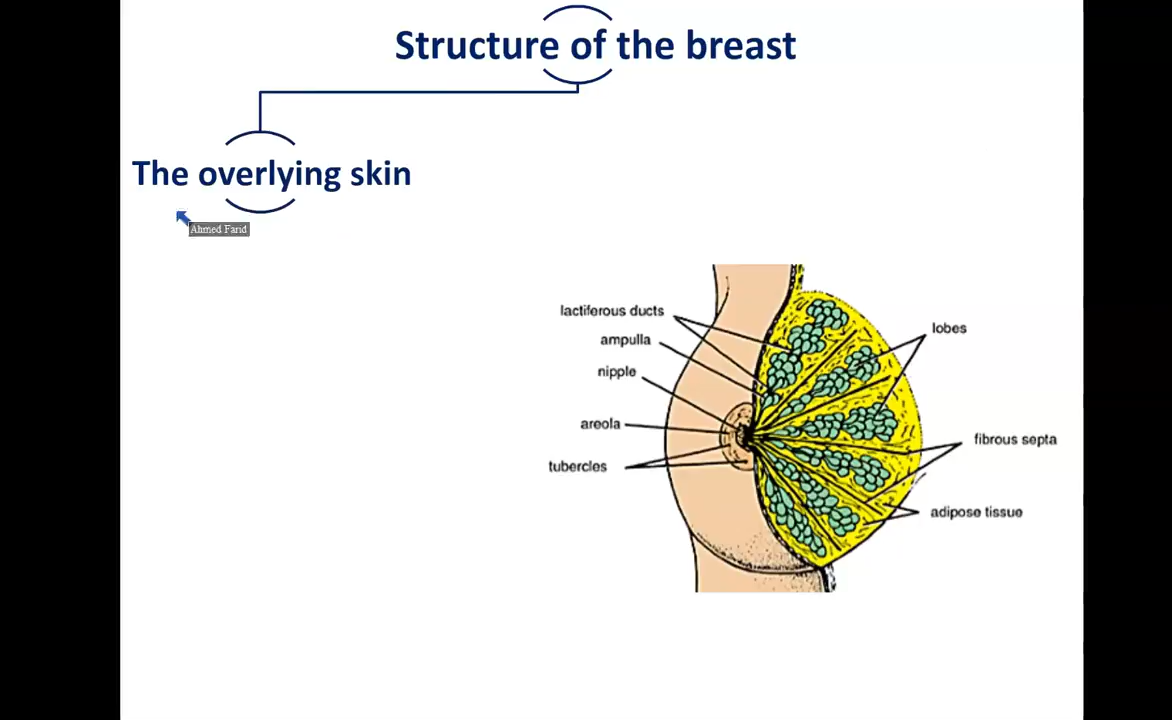 Structure of the breast
The overlying skin
Ahmed Farid
lactiferous ducts
ampulla
nipple
areola
tubercles
lobes
fibrous septa
adipose tissue